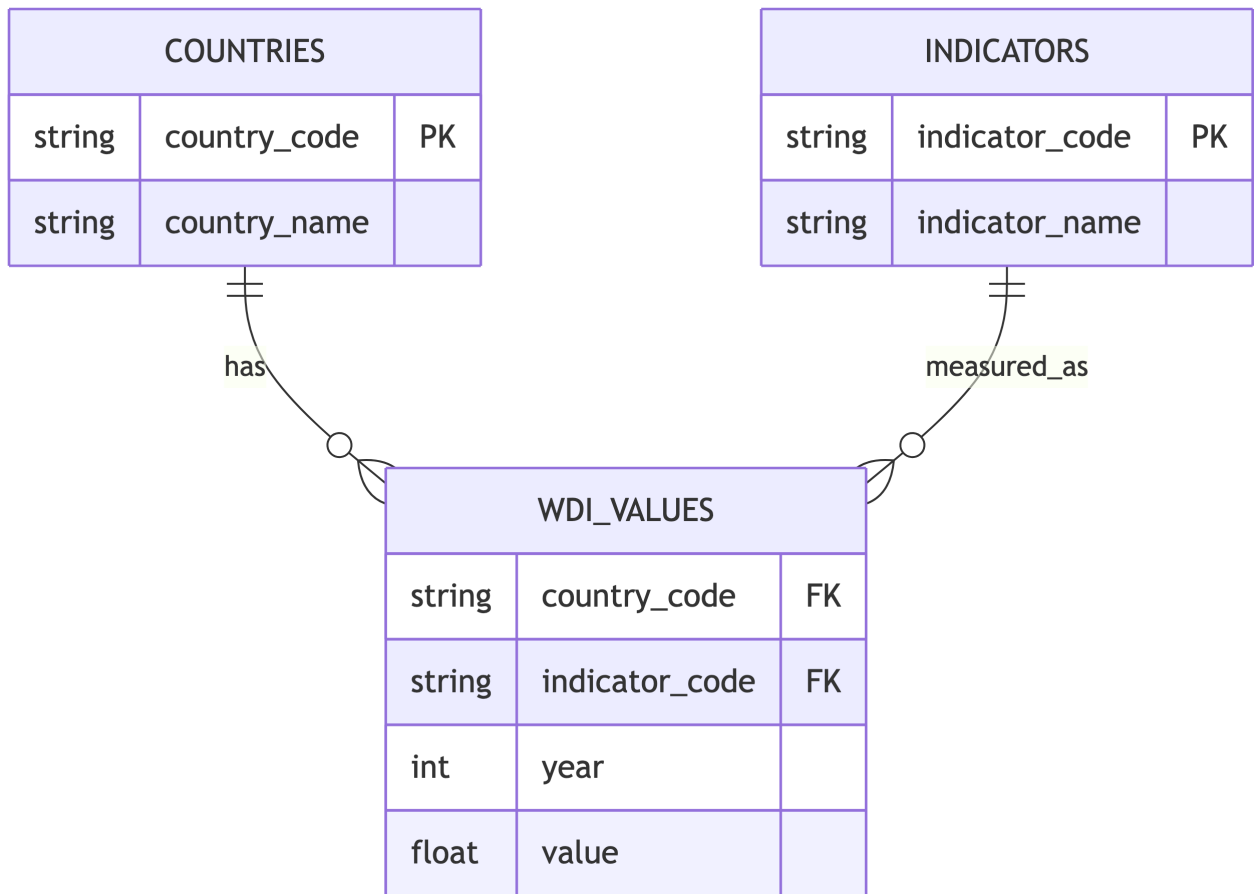 COUNTRIES
string country_code PK
string country_name
INDICATORS
string indicator_code PK
string indicator_name
has
measured_as
WDI_VALUES
string country_code FK
string indicator_code FK
int year
float value